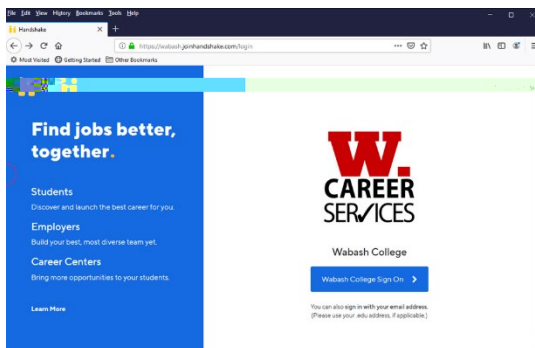 File Edit View History Bookmarks Tools Help
Handshake
https://wabash.joinhandshake.com/login
Most Visited Getting Started Other Bookmarks
Find jobs better,
together.
Students
Discover and launch the best career for you.
Employers
Build your best, most diverse team yet.
Career Centers
Bring more opportunities to your students.
Learn More
W.
CAREER
SERVICES
Wabash College
Wabash College Sign On
You can also sign in with your email address.
(Please use your .edu address, if applicable.)